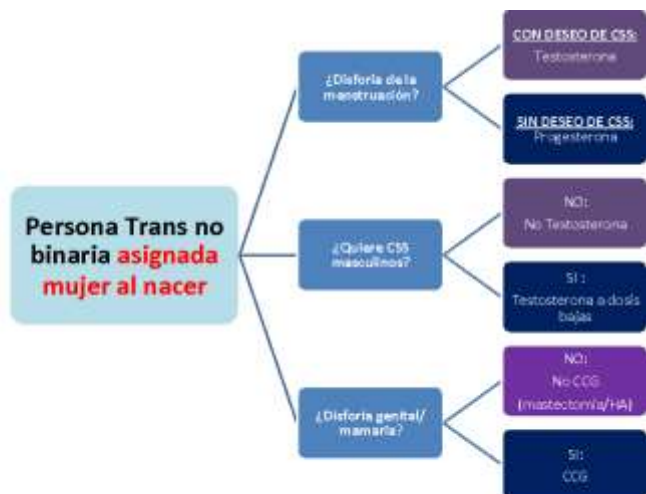 Persona Trans no
binaria asignada
mujer al nacer
¿Disforia de la
menstruación?
CON DESEO DE CSS:
Testosterona
SIN DESEO DE CSS:
Progesterona
¿Quiere CSS
masculinos?
NO:
No Testosterona
SI :
Testosterona a dosis
bajas
¿Disforia genital/
mamaria?
NO:
No CCG
(mastectomía/HA)
SI:
CCG